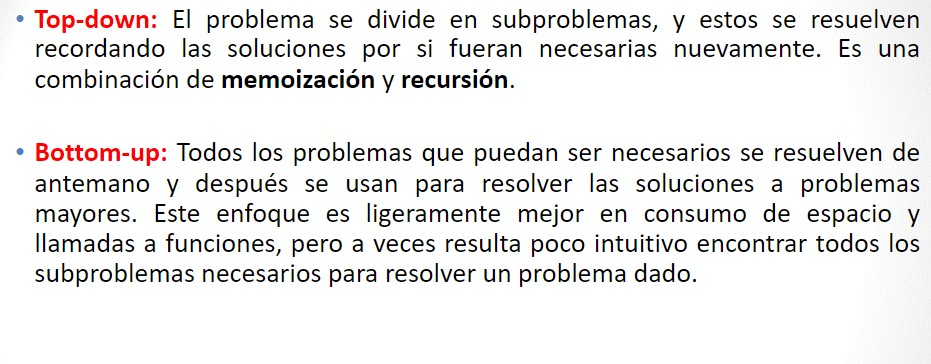 • Top-down: El problema se divide en subproblemas, y estos se resuelven
recordando las soluciones por si fueran necesarias nuevamente. Es una
combinación de memoización y recursión.
• Bottom-up: Todos los problemas que puedan ser necesarios se resuelven de
antemano y después se usan para resolver las soluciones a problemas
mayores. Este enfoque es ligeramente mejor en consumo de espacio y
llamadas a funciones, pero a veces resulta poco intuitivo encontrar todos los
subproblemas necesarios para resolver un problema dado.